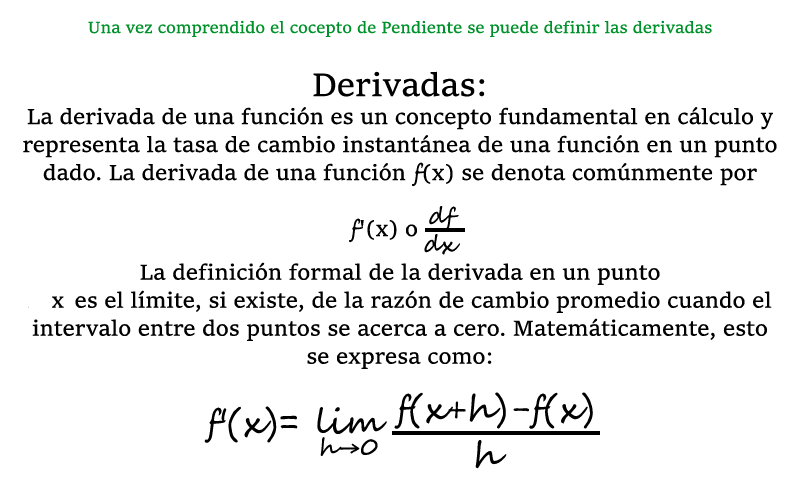 Una vez comprendido el cocepto de Pendiente se puede definir las derivadas
Derivadas:
La derivada de una función es un concepto fundamental en cálculo y
representa la tasa de cambio instantánea de una función en un punto
dado. La derivada de una función f(x) se denota comúnmente por
f'(x) o df/dx
La definición formal de la derivada en un punto
x es el límite, si existe, de la razón de cambio promedio cuando el
intervalo entre dos puntos se acerca a cero. Matemáticamente, esto
se expresa como:
f'(x)= lim h→0 f(x+h)-f(x)/h